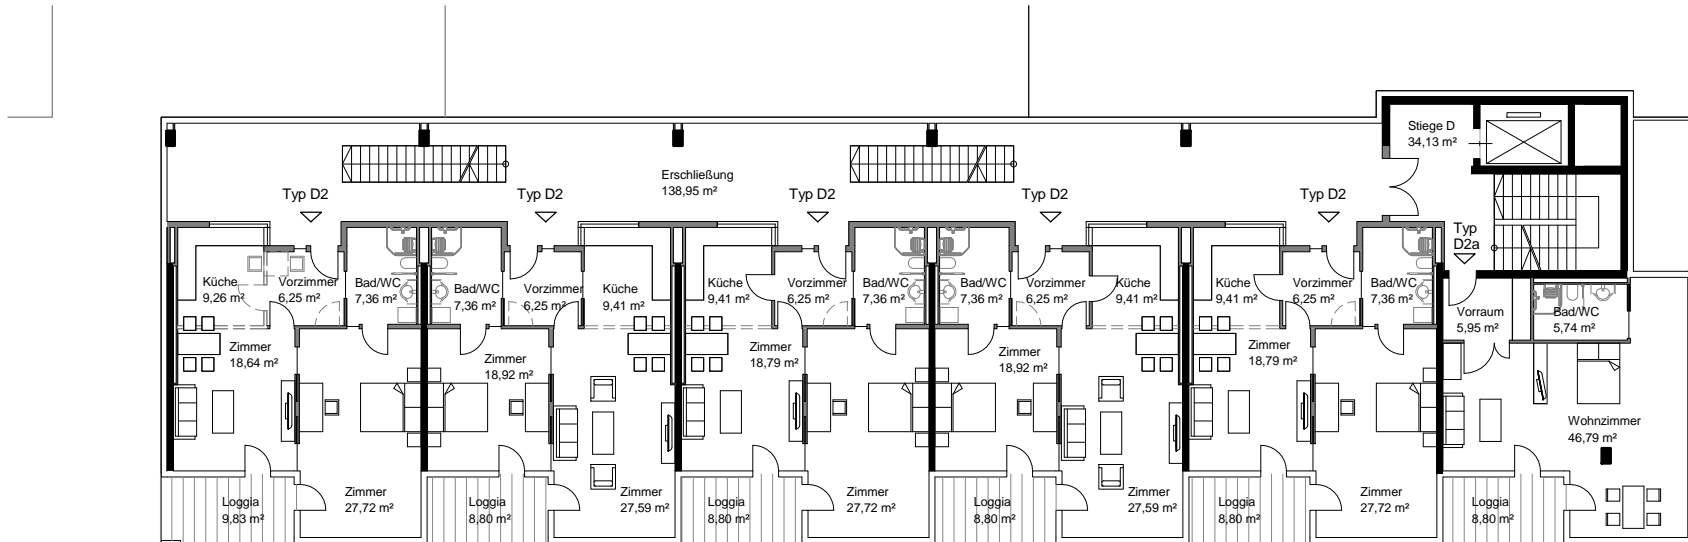 Stiege D
34,13 m²
Erschließung
138,95 m²
Typ D2
Typ D2
Typ D2
Typ D2
Typ D2
Typ
D2a
Küche
9,26 m²
Vorzimmer
6,25 m²
Bad/WC
7,36 m²
Bad/WC
7,36 m²
Vorzimmer
6,25 m²
Küche
9,41 m²
Küche
9,41 m²
Vorzimmer
6,25 m²
Bad/WC
7,36 m²
Bad/WC
7,36 m²
Vorzimmer
6,25 m²
Küche
9,41 m²
Küche
9,41 m²
Vorzimmer
6,25 m²
Bad/WC
7,36 m²
Vorraum
5,95 m²
Bad/WC
5,74 m²
Zimmer
18,64 m²
Zimmer
18,92 m²
Zimmer
18,79 m²
Zimmer
18,92 m²
Zimmer
18,79 m²
Wohnzimmer
46,79 m²
Loggia
9,83 m²
Zimmer
27,72 m²
Loggia
8,80 m²
Zimmer
27,59 m²
Loggia
8,80 m²
Zimmer
27,72 m²
Loggia
8,80 m²
Zimmer
27,59 m²
Loggia
8,80 m²
Zimmer
27,72 m²
Loggia
8,80 m²